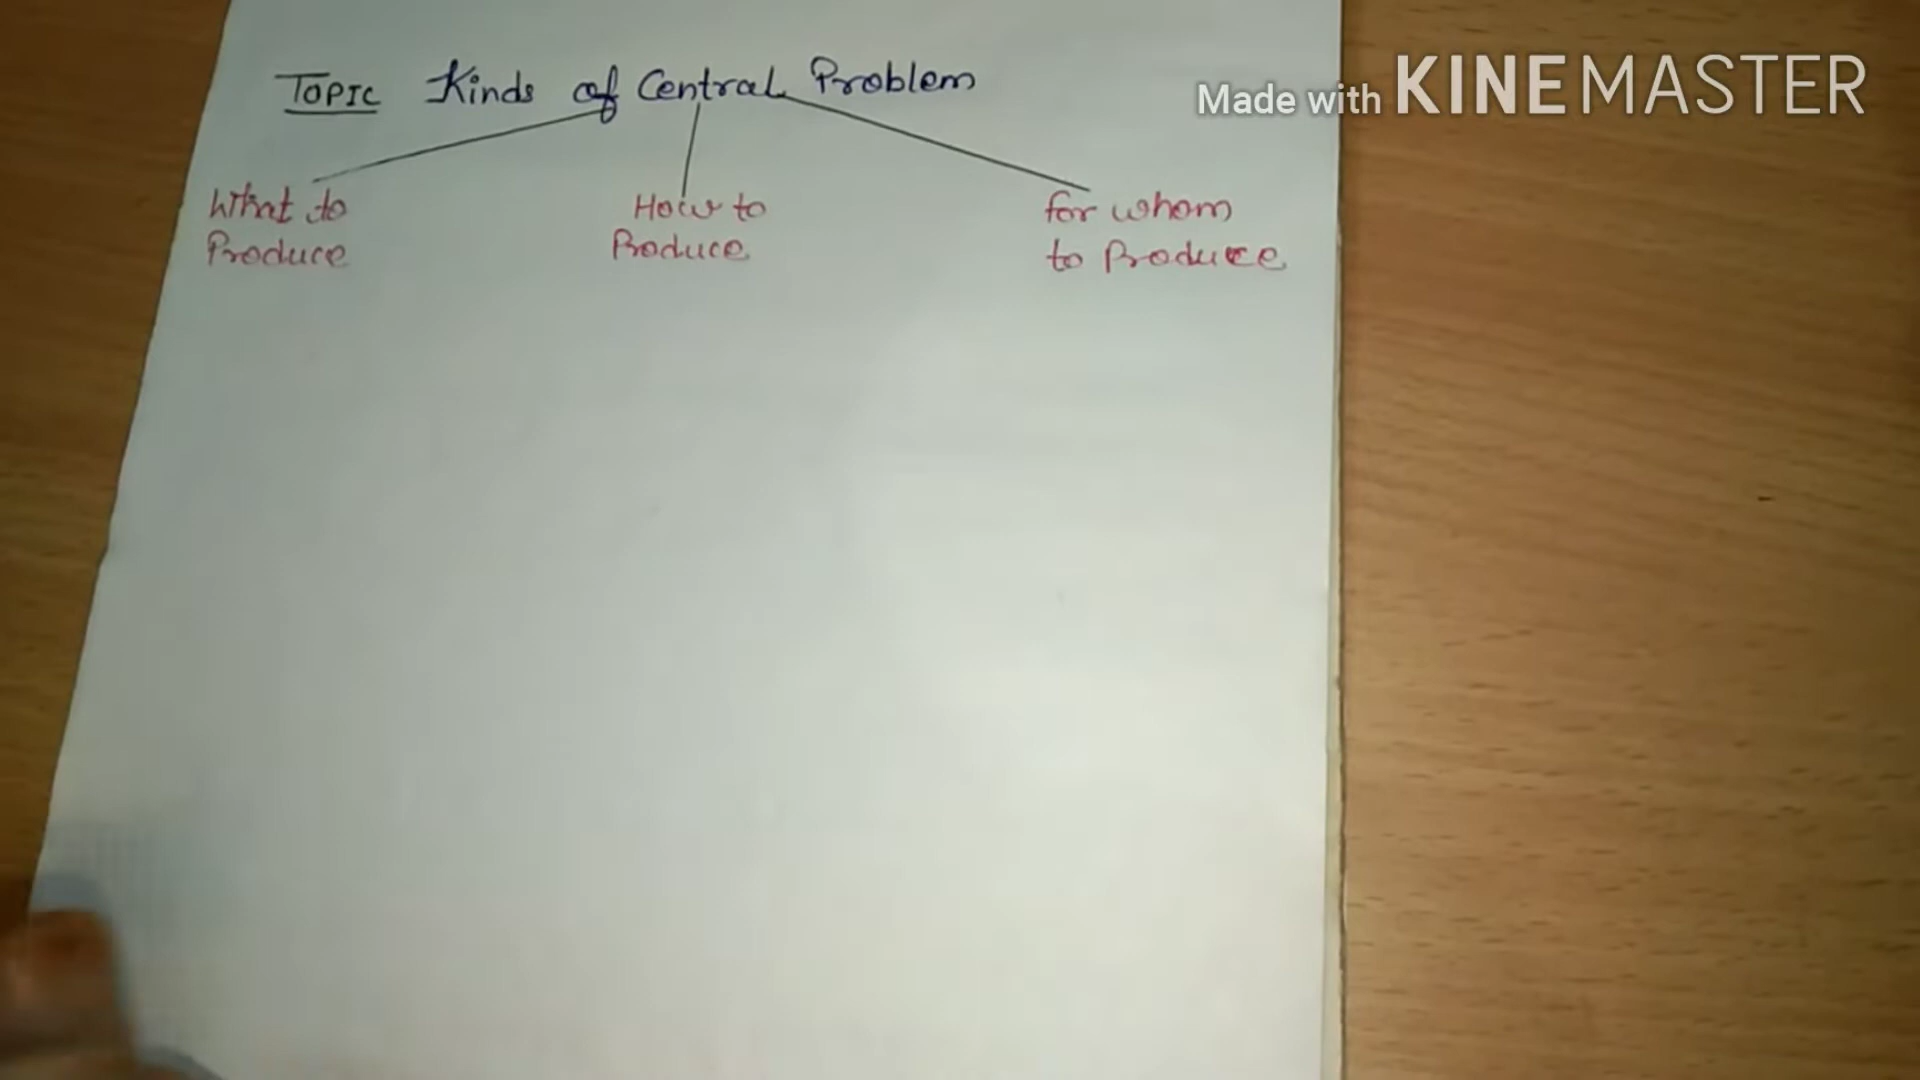 Topic Kinds of Central Problem
Made with KINEMASTER
What to
Produce
How to
Produce
for whom
to Produce